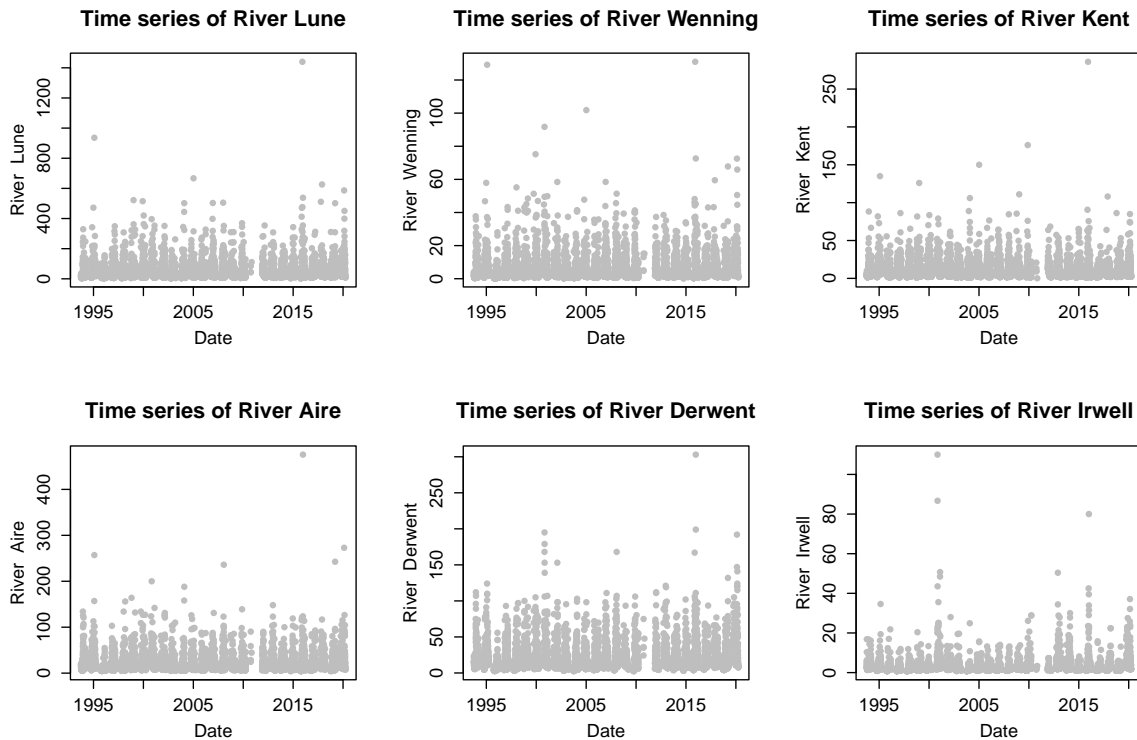 Time series of River Lune
River Lune
0 400 800 1200
1995 2005 2015
Date
Time series of River Wenning
River Wenning
0 20 60 100
1995 2005 2015
Date
Time series of River Kent
River Kent
0 50 150 250
1995 2005 2015
Date
Time series of River Aire
River Aire
0 100 200 300 400
1995 2005 2015
Date
Time series of River Derwent
River Derwent
0 50 150 250
1995 2005 2015
Date
Time series of River Irwell
River Irwell
0 20 40 60 80
1995 2005 2015
Date